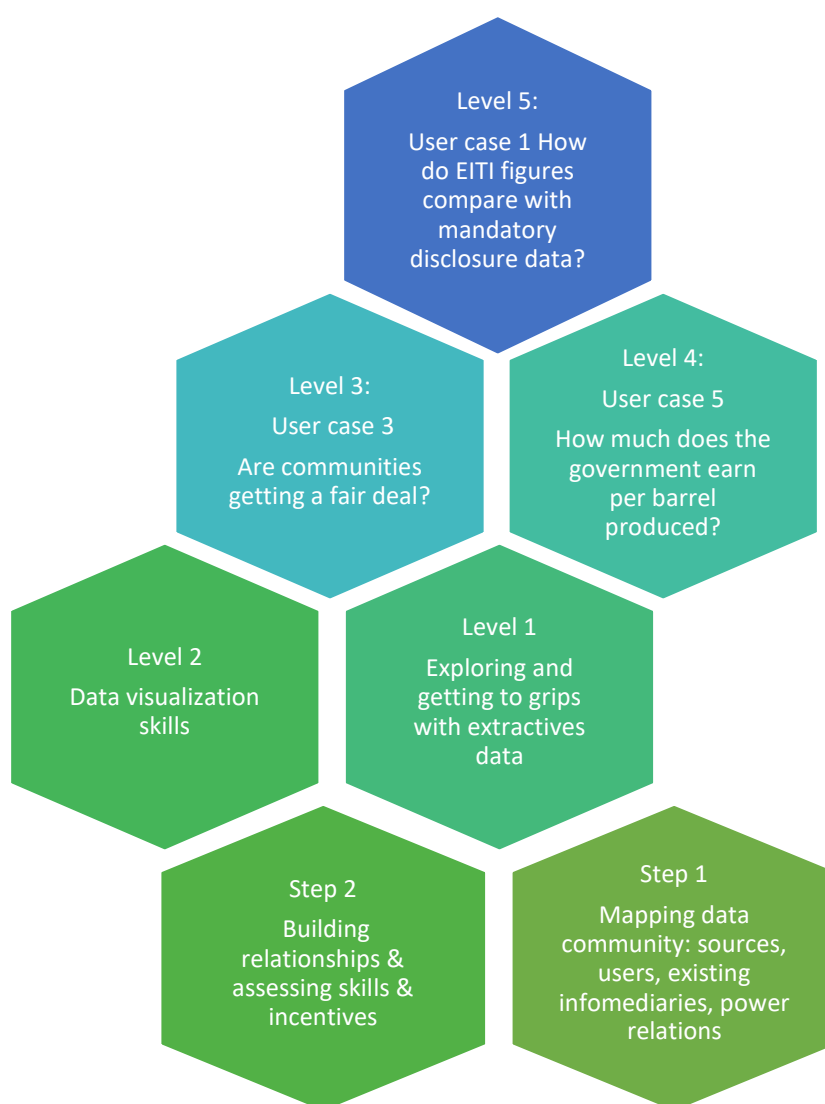 Level 5:
User case 1 How
do EITI figures
compare with
mandatory
disclosure data?
Level 3:
User case 3
Are communities
getting a fair deal?
Level 4:
User case 5
How much does the
government earn
per barrel
produced?
Level 2
Data visualization
skills
Level 1
Exploring and
getting to grips
with extractives
data
Step 2
Building
relationships &
assessing skills &
incentives
Step 1
Mapping data
community: sources,
users, existing
infomediaries, power
relations